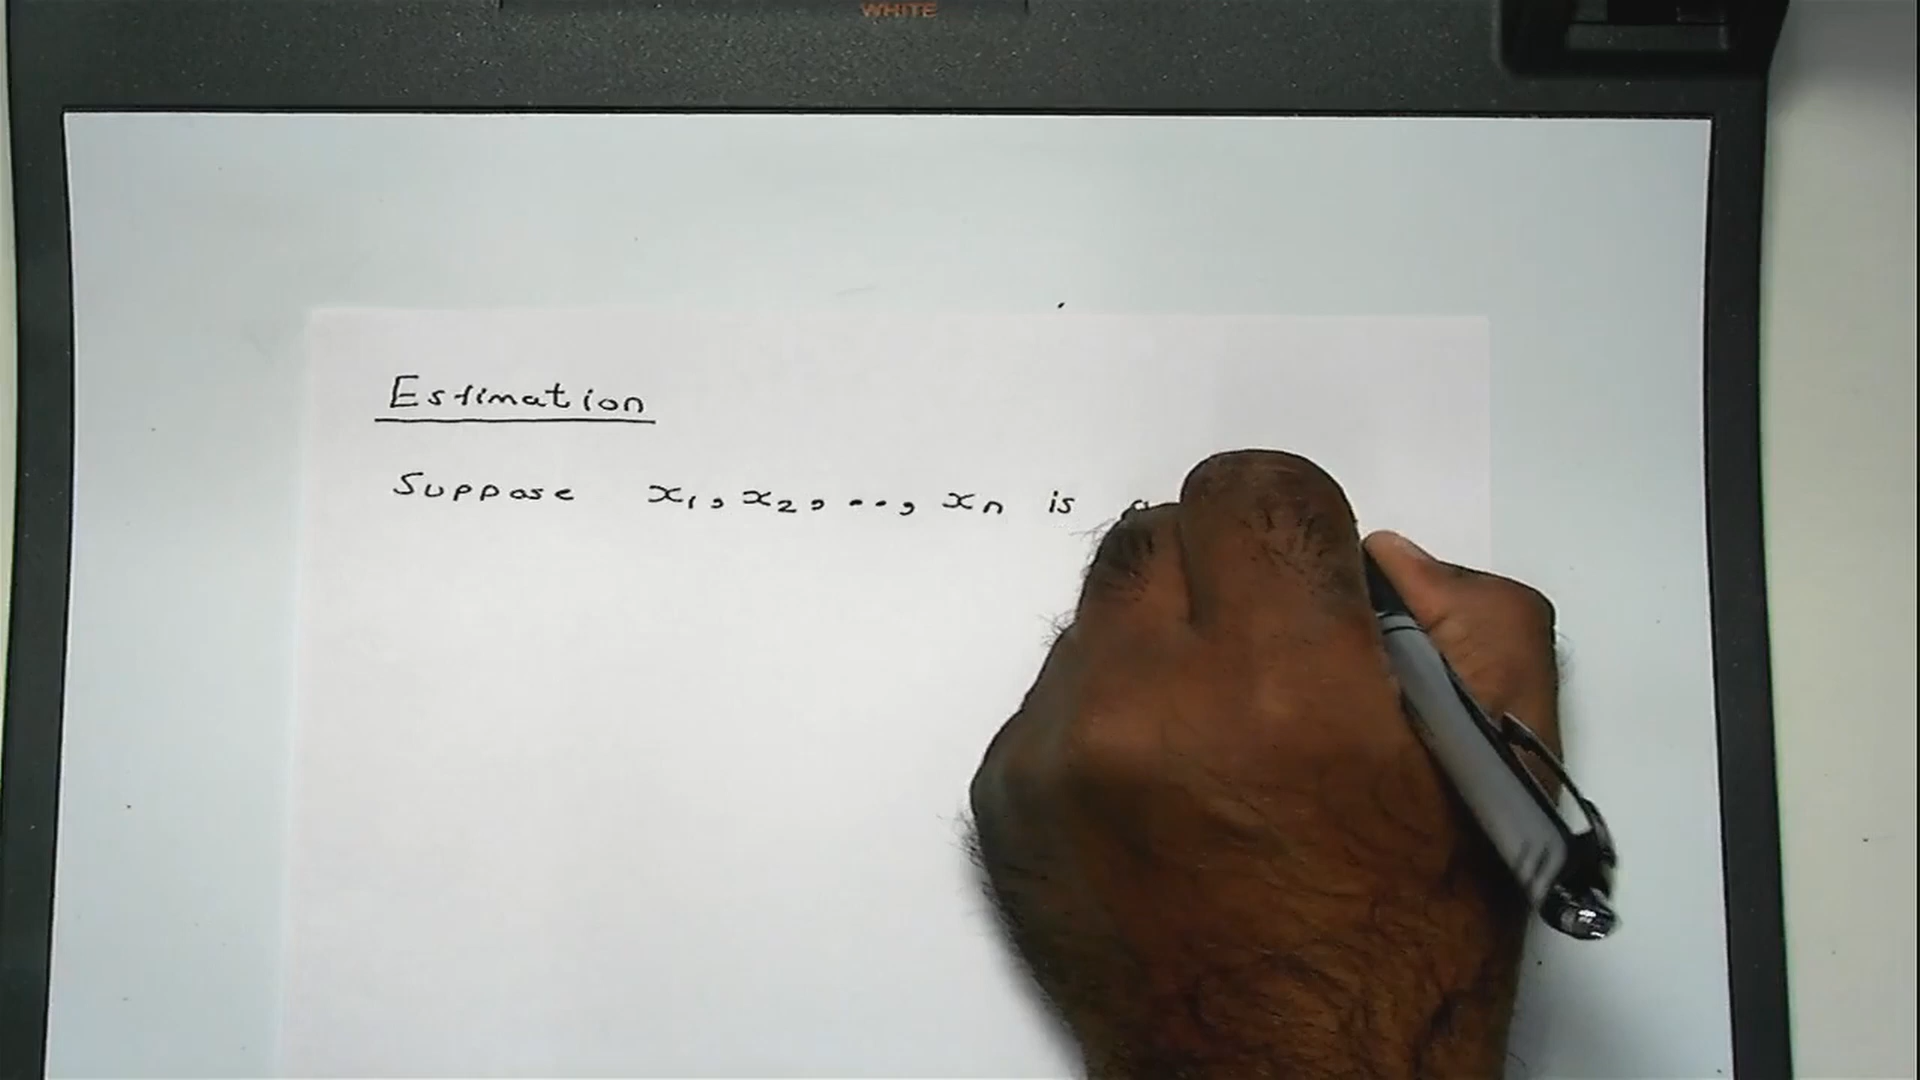 WHITE
Estimation
Suppose x₁, x₂, ..., xn is a